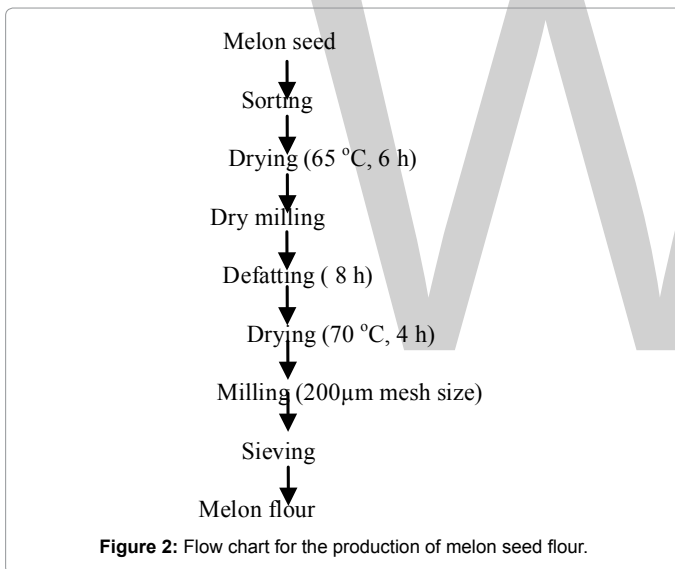 Melon seed
Sorting
Drying (65 °C, 6 h)
Dry milling
Defatting ( 8 h)
Drying (70 °C, 4 h)
Milling (200µm mesh size)
Sieving
Melon flour
Figure 2: Flow chart for the production of melon seed flour.